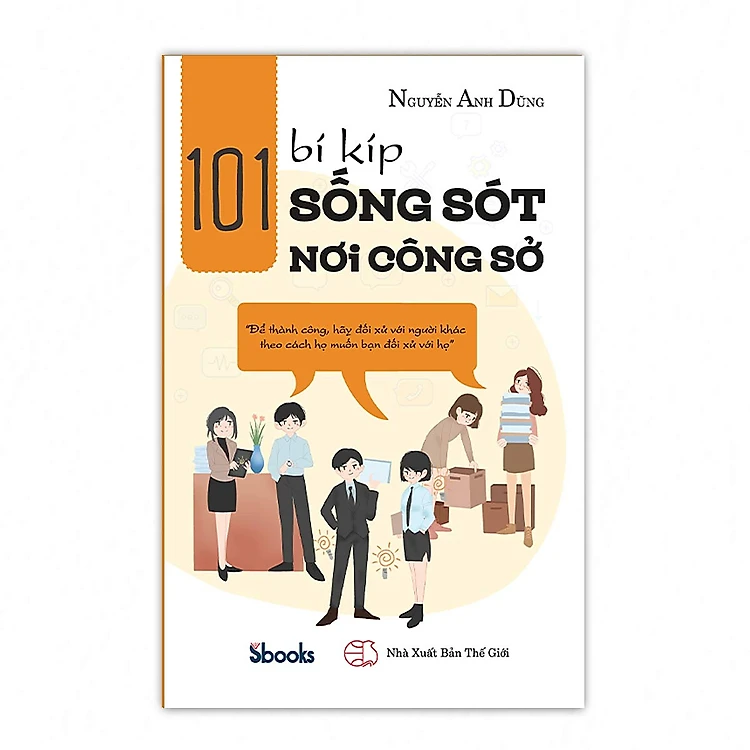 Nguyễn Anh Dũng
101
bí kíp
SỐNG SÓT
NƠi CÔNG SỞ
"Để thành công, hãy đối xử với người khác
theo cách họ muốn bạn đối xử với họ"
Sbooks
Nhà Xuất Bản Thế Giới